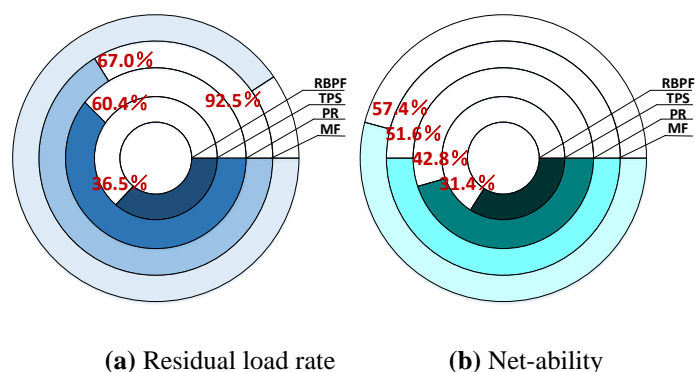 67.0%
60.4%
92.5%
36.5%
RBPF
TPS
PR
MF
57.4%
51.6%
42.8%
31.4%
RBPF
TPS
PR
MF
(a) Residual load rate
(b) Net-ability